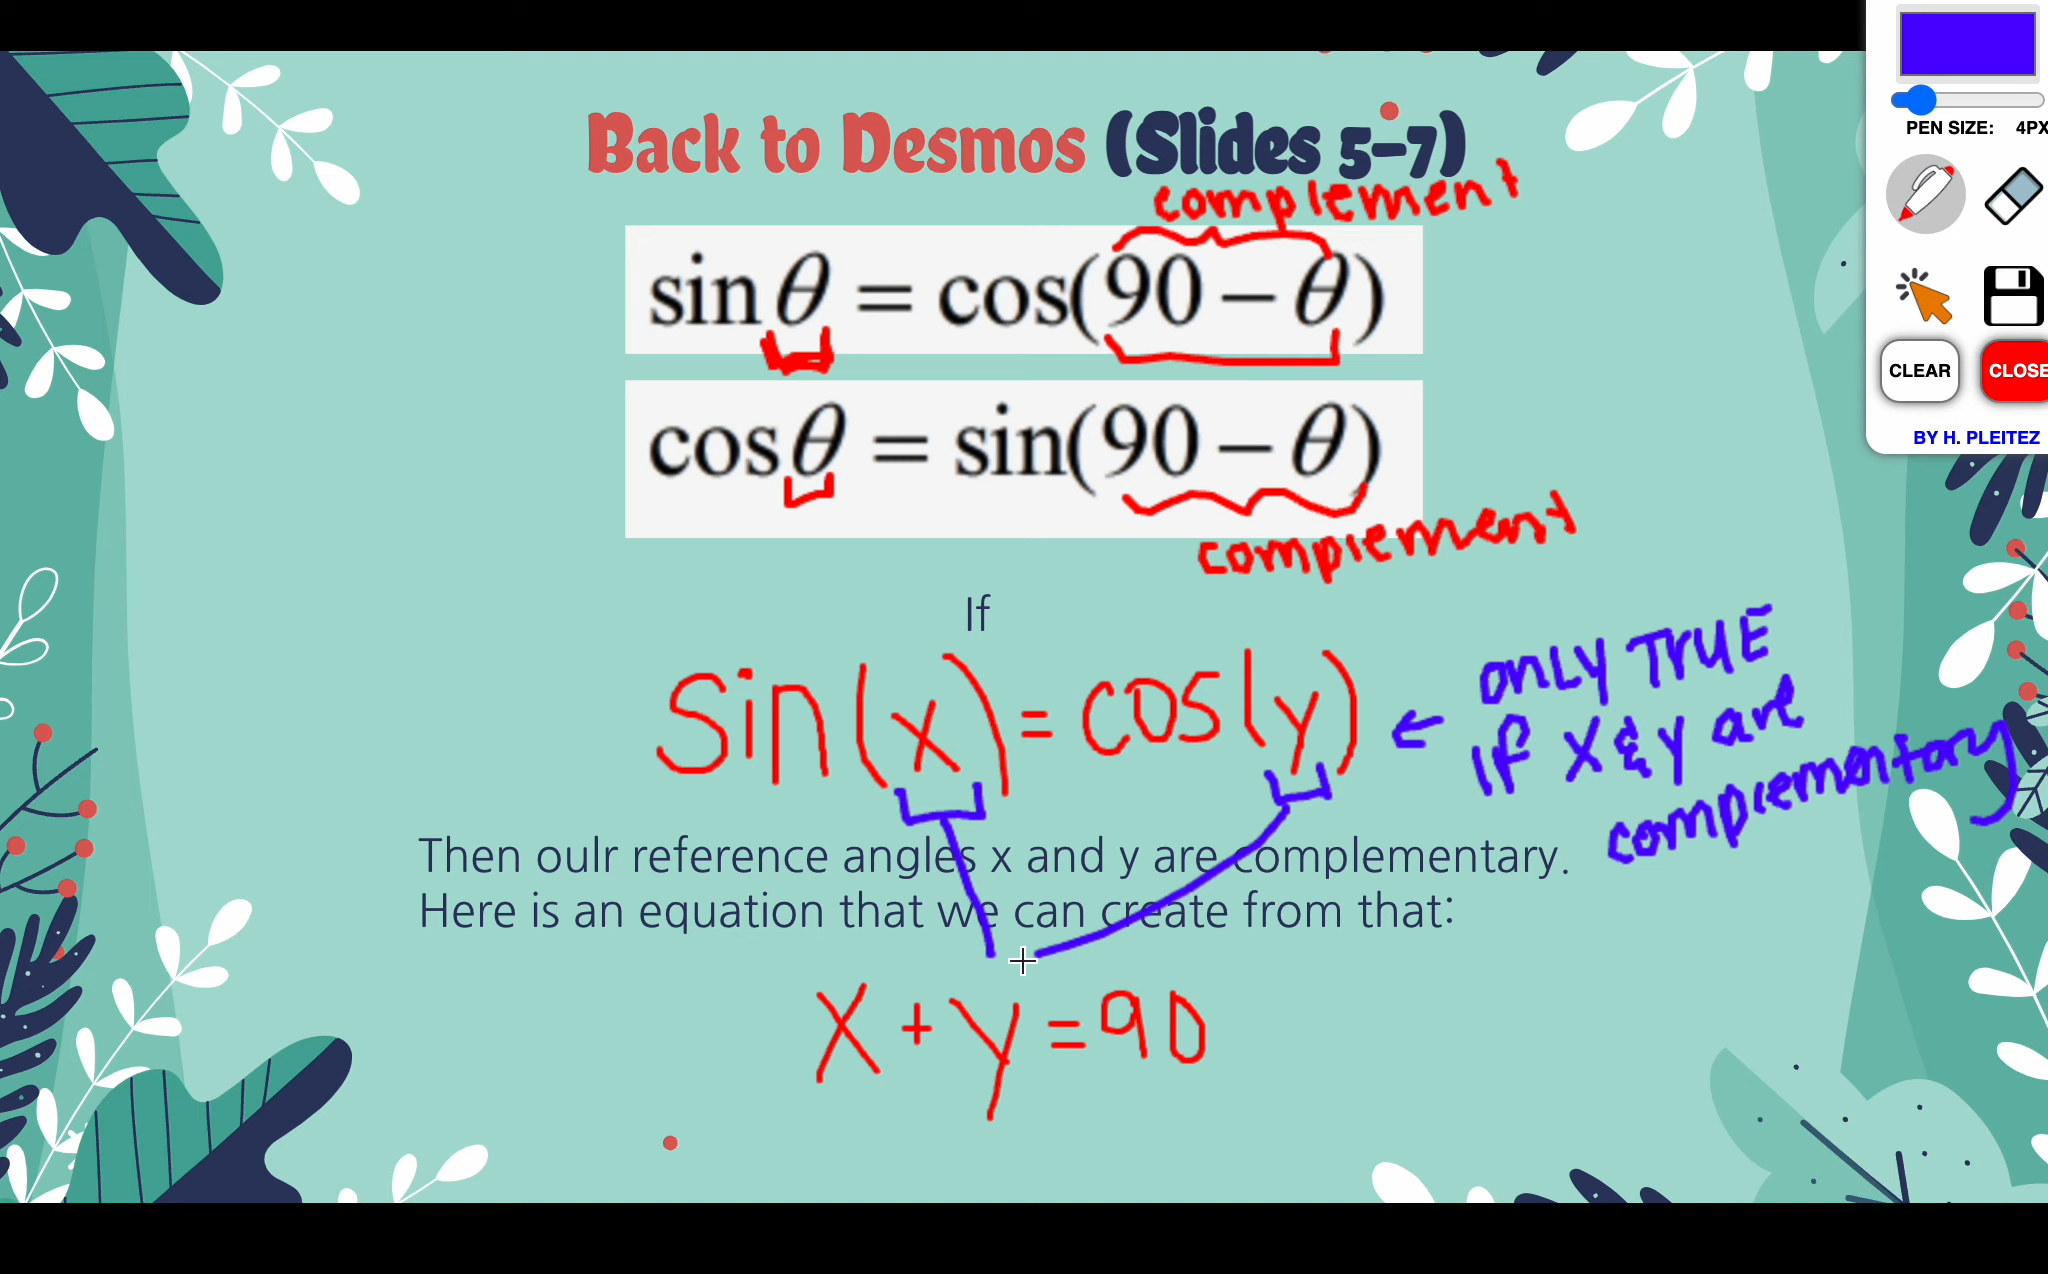 Back to Desmos (Slides 5-7)
complement
sin θ = cos(90 − θ)
cos θ = sin(90 − θ)
complement
If
Sin(x) = cos(y) ← ONLY TRUE
IF X & Y are
complementary
Then oulr reference angles x and y are complementary.
Here is an equation that we can create from that:
X + y = 90
PEN SIZE: 4PX
CLEAR
CLOSE
BY H. PLEITEZ